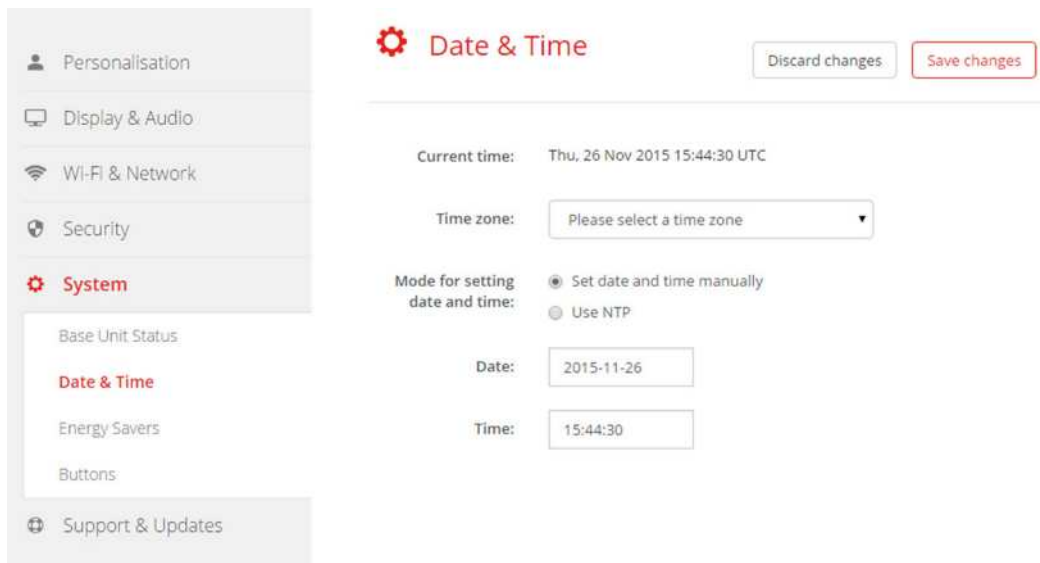 Personalisation
Display & Audio
Wi-Fi & Network
Security
System
Base Unit Status
Date & Time
Energy Savers
Buttons
Support & Updates
Date & Time
Discard changes
Save changes
Current time: Thu, 26 Nov 2015 15:44:30 UTC
Time zone: Please select a time zone
Mode for setting
date and time:
Set date and time manually
Use NTP
Date: 2015-11-26
Time: 15:44:30